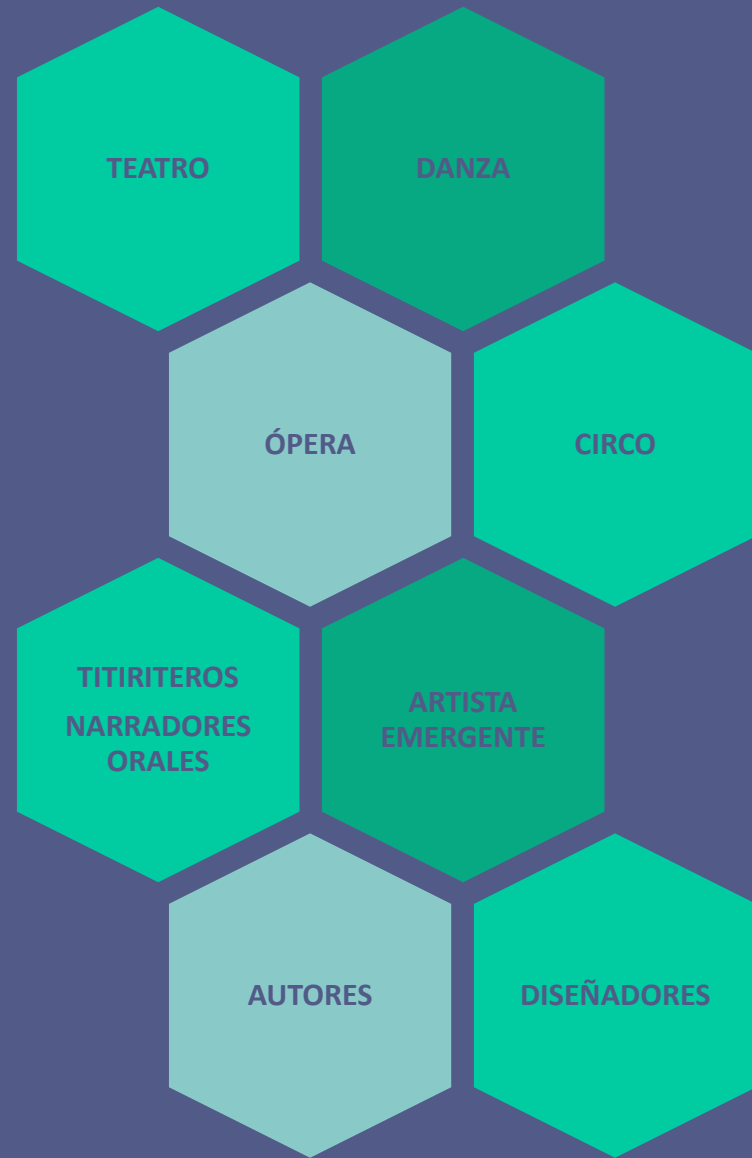 TEATRO
DANZA
ÓPERA
CIRCO
TITIRITEROS
NARRADORES
ORALES
ARTISTA
EMERGENTE
AUTORES
DISEÑADORES